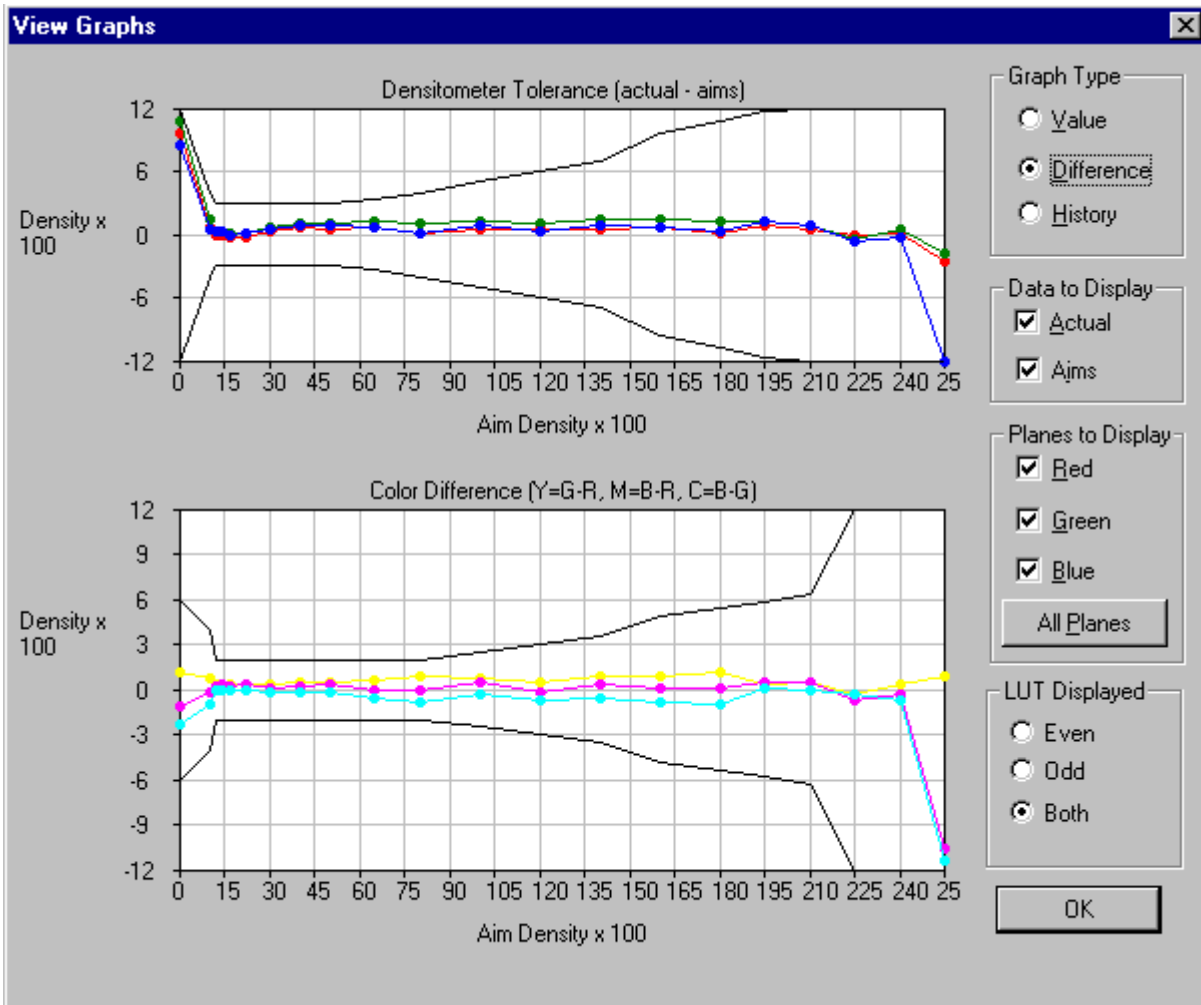 View Graphs
Densitometer Tolerance (actual - aims)
12
6
Density x
100
0
-6
-12
0 15 30 45 60 75 90 105 120 135 150 165 180 195 210 225 240 25
Aim Density x 100
Color Difference (Y=G-R, M=B-R, C=B-G)
12
9
6
Density x
100
3
0
-3
-6
-9
-12
0 15 30 45 60 75 90 105 120 135 150 165 180 195 210 225 240 25
Aim Density x 100
Graph Type
Value
Difference
History
Data to Display
Actual
Aims
Planes to Display
Red
Green
Blue
All Planes
LUT Displayed
Even
Odd
Both
OK